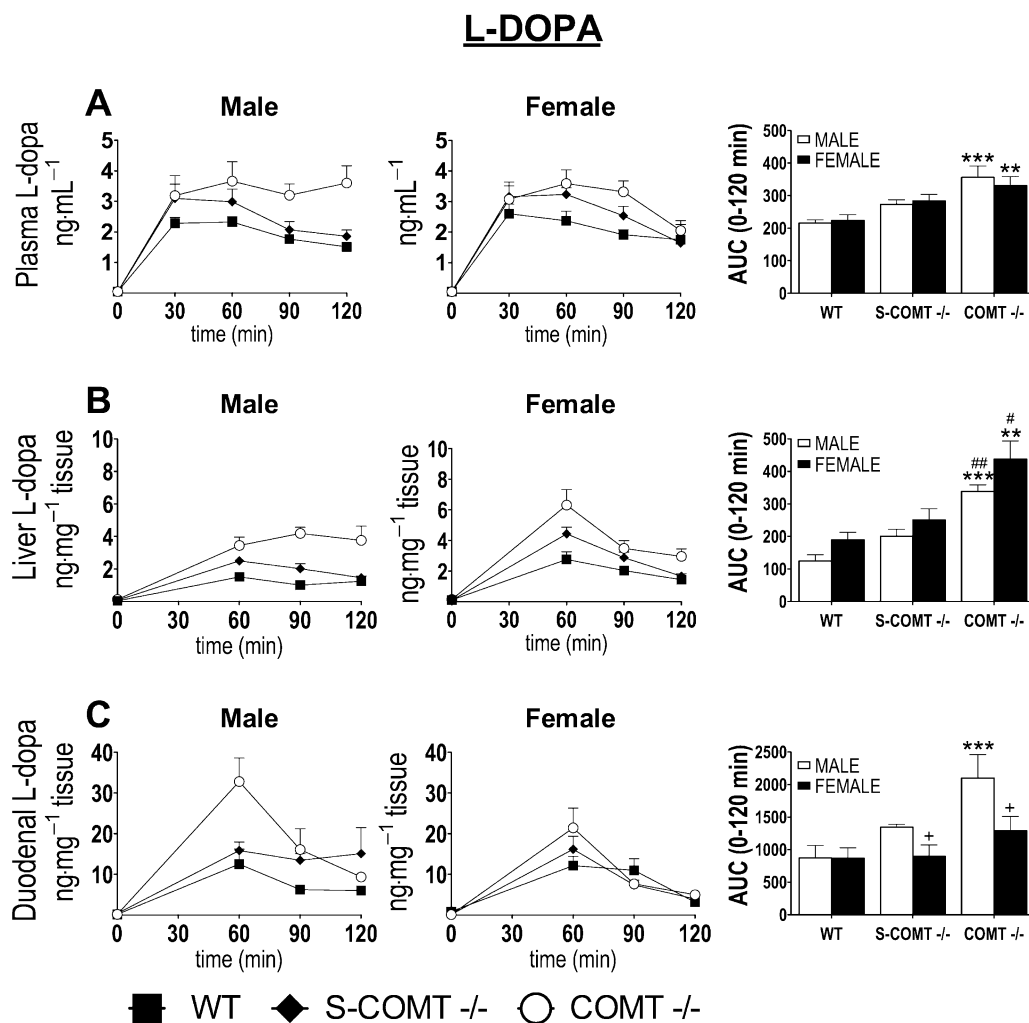 L-DOPA
A
Male
Female
Plasma L-dopa
ng·mL⁻¹
5
4
3
2
1
0 30 60 90 120
time (min)
ng·mL⁻¹
5
4
3
2
1
0 30 60 90 120
time (min)
AUC (0-120 min)
500
400
300
200
100
0
MALE
FEMALE
***
**
WT S-COMT -/- COMT -/-
B
Male
Female
Liver L-dopa
ng·mg⁻¹ tissue
10
8
6
4
2
0 30 60 90 120
time (min)
ng·mg⁻¹ tissue
10
8
6
4
2
0 30 60 90 120
time (min)
AUC (0-120 min)
500
400
300
200
100
0
MALE
FEMALE
##
***
#
**
WT S-COMT -/- COMT -/-
C
Male
Female
Duodenal L-dopa
ng·mg⁻¹ tissue
40
30
20
10
0 30 60 90 120
time (min)
ng·mg⁻¹ tissue
40
30
20
10
0 30 60 90 120
time (min)
AUC (0-120 min)
2500
2000
1500
1000
500
0
MALE
FEMALE
+
***
+
WT S-COMT -/- COMT -/-
WT S-COMT -/- COMT -/-